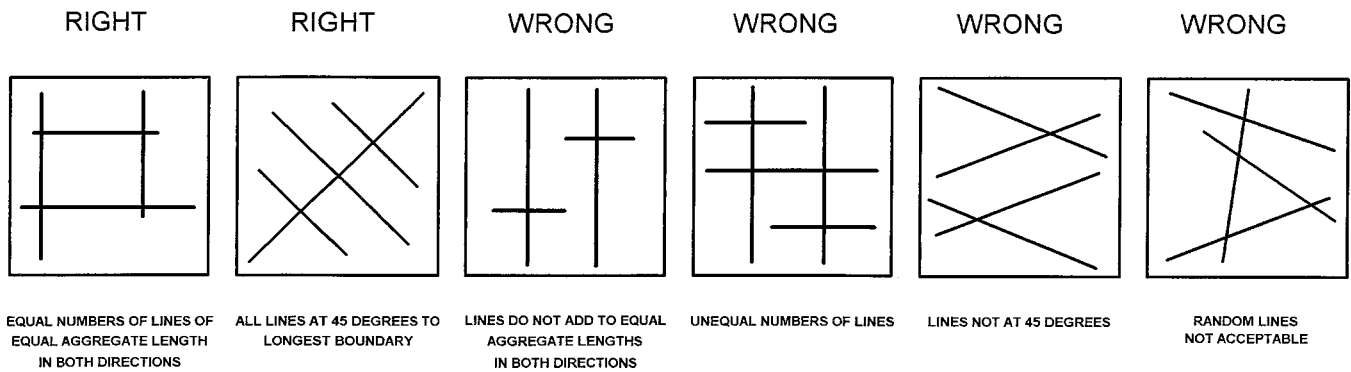 RIGHT
RIGHT
WRONG
WRONG
WRONG
WRONG
EQUAL NUMBERS OF LINES OF
EQUAL AGGREGATE LENGTH
IN BOTH DIRECTIONS
ALL LINES AT 45 DEGREES TO
LONGEST BOUNDARY
LINES DO NOT ADD TO EQUAL
AGGREGATE LENGTHS
IN BOTH DIRECTIONS
UNEQUAL NUMBERS OF LINES
LINES NOT AT 45 DEGREES
RANDOM LINES
NOT ACCEPTABLE